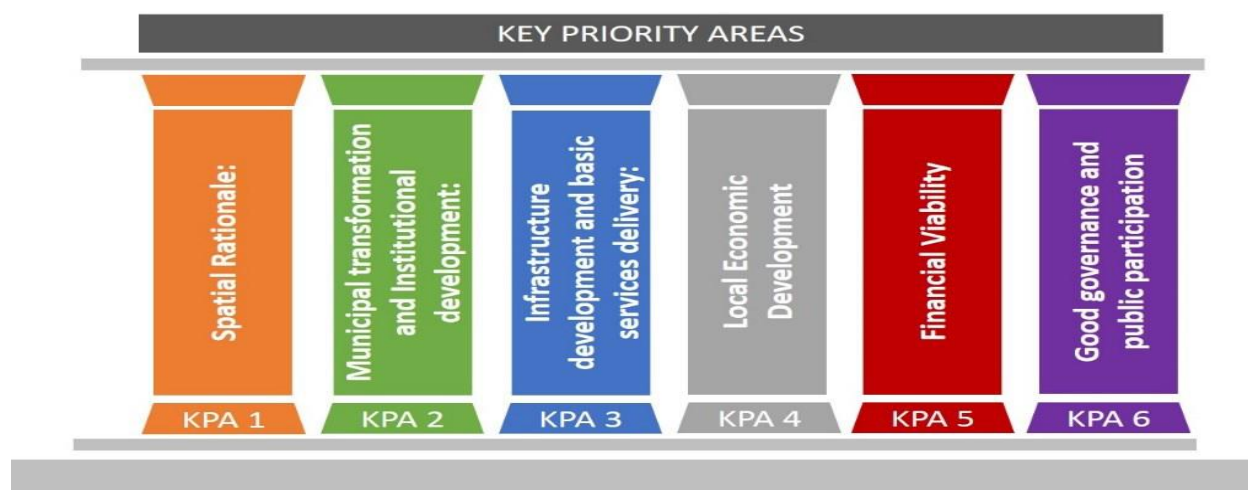 KEY PRIORITY AREAS
Spatial Rationale:
Municipal transformation
and Institutional
development:
Infrastructure
development and basic
services delivery:
Local Economic
Development
Financial Viability
Good governance and
public participation
KPA 1
KPA 2
KPA 3
KPA 4
KPA 5
KPA 6